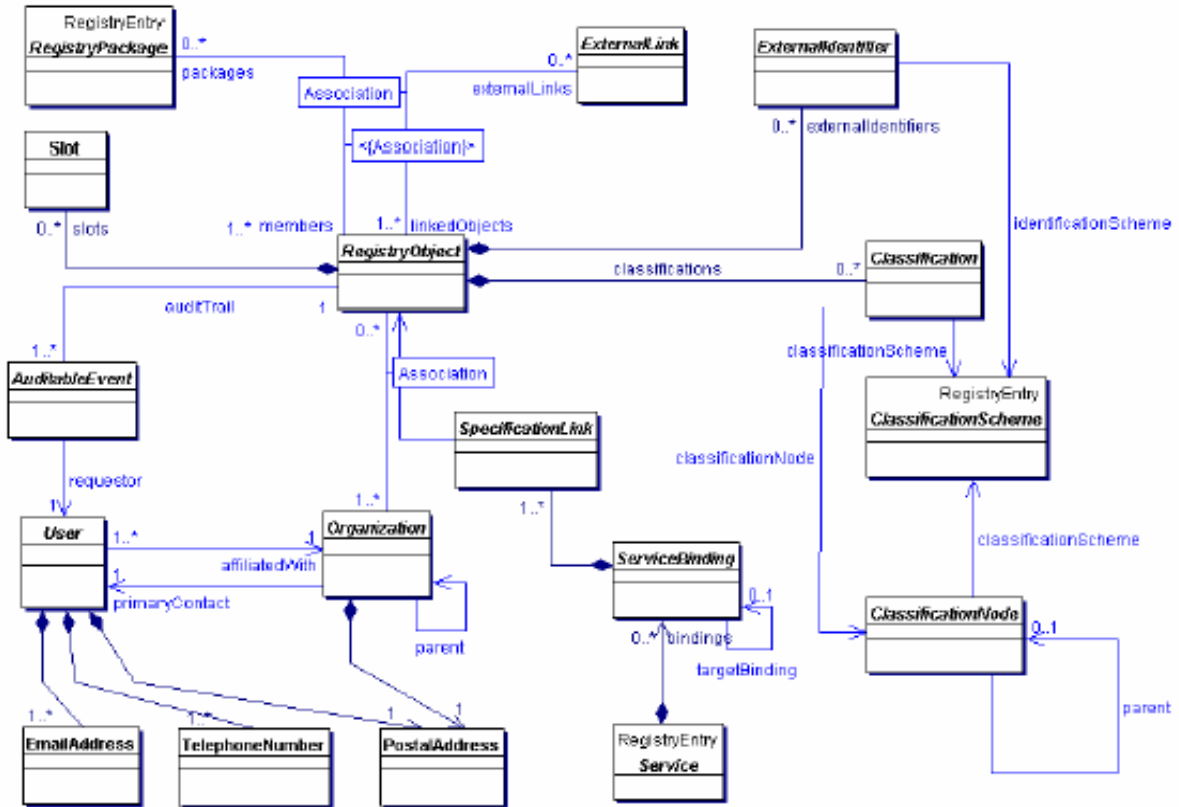 RegistryEntry
RegistryPackage
0..*
packages
ExternalLink
0..*
externalLinks
ExternalIdentifier
Association
0..* externalIdentifiers
<{Association}>
Slot
0..* slots
1..* members
1..* linkedObjects
identificationScheme
RegistryObject
classifications
0..*
Classification
auditTrail
1
0..*
1..*
classificationScheme
AuditableEvent
Association
RegistryEntry
ClassificationScheme
SpecificationLink
classificationNode
requestor
1
1..*
1..*
User
1..*
1
Organization
affiliatedWith
classificationScheme
ServiceBinding
1
primaryContact
0..1
ClassificationNode
0..1
parent
0..* bindings
targetBinding
parent
1..*
1..*
1
1
EmailAddress
TelephoneNumber
PostalAddress
RegistryEntry
Service